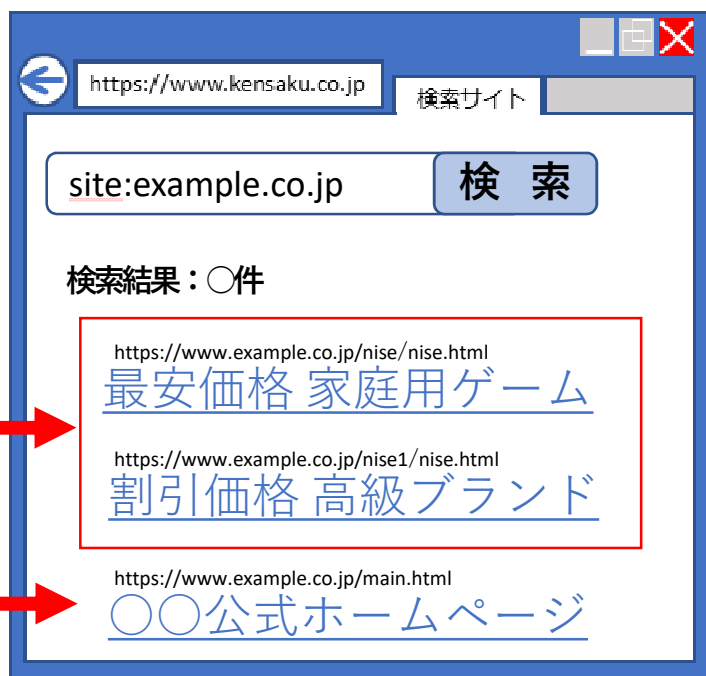 https://www.kensaku.co.jp
検索サイト
site:example.co.jp
検 索
検索結果：○件
https://www.example.co.jp/nise/nise.html
最安価格 家庭用ゲーム
https://www.example.co.jp/nise1/nise.html
割引価格 高級ブランド
https://www.example.co.jp/main.html
○○公式ホームページ